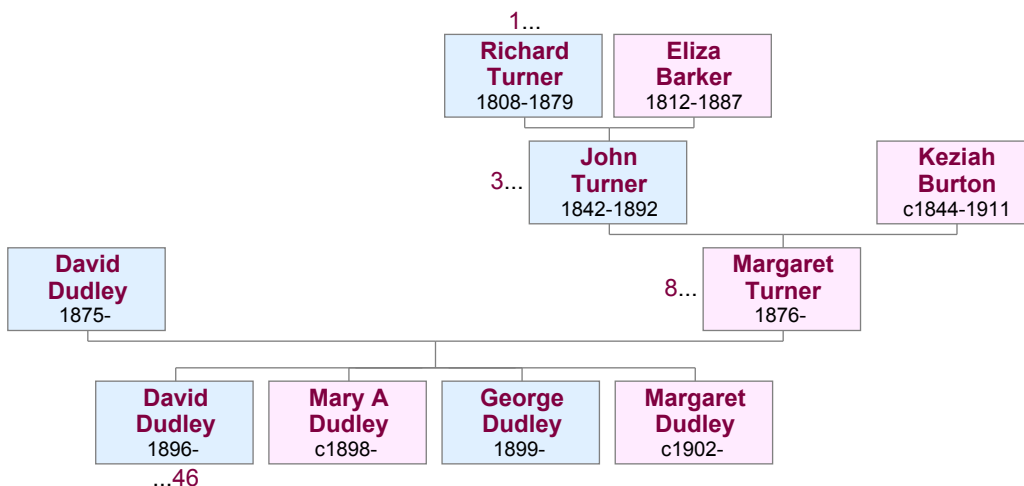 1...
Richard
Turner
1808-1879
Eliza
Barker
1812-1887
3...
John
Turner
1842-1892
Keziah
Burton
c1844-1911
David
Dudley
1875-
8...
Margaret
Turner
1876-
David
Dudley
1896-
Mary A
Dudley
c1898-
George
Dudley
1899-
Margaret
Dudley
c1902-
...46